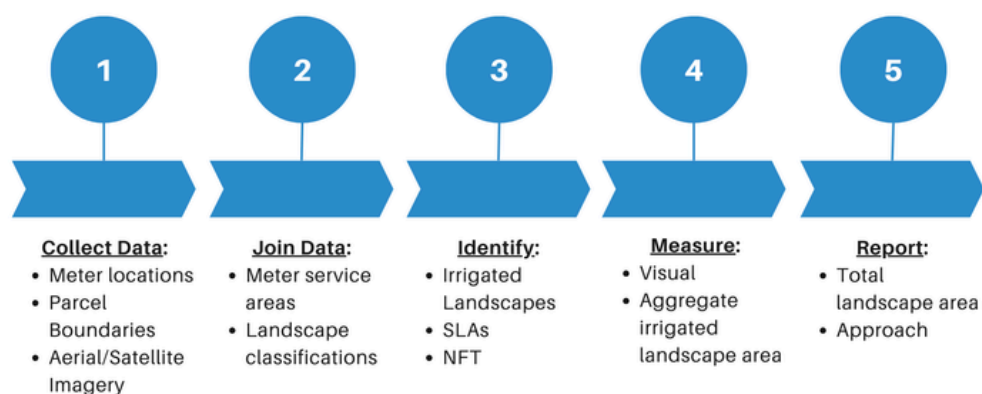 1
2
3
4
5
Collect Data:
• Meter locations
• Parcel
Boundaries
• Aerial/Satellite
Imagery
Join Data:
• Meter service
areas
• Landscape
classifications
Identify:
• Irrigated
Landscapes
• SLAs
• NFT
Measure:
• Visual
• Aggregate
irrigated
landscape area
Report:
• Total
landscape area
• Approach